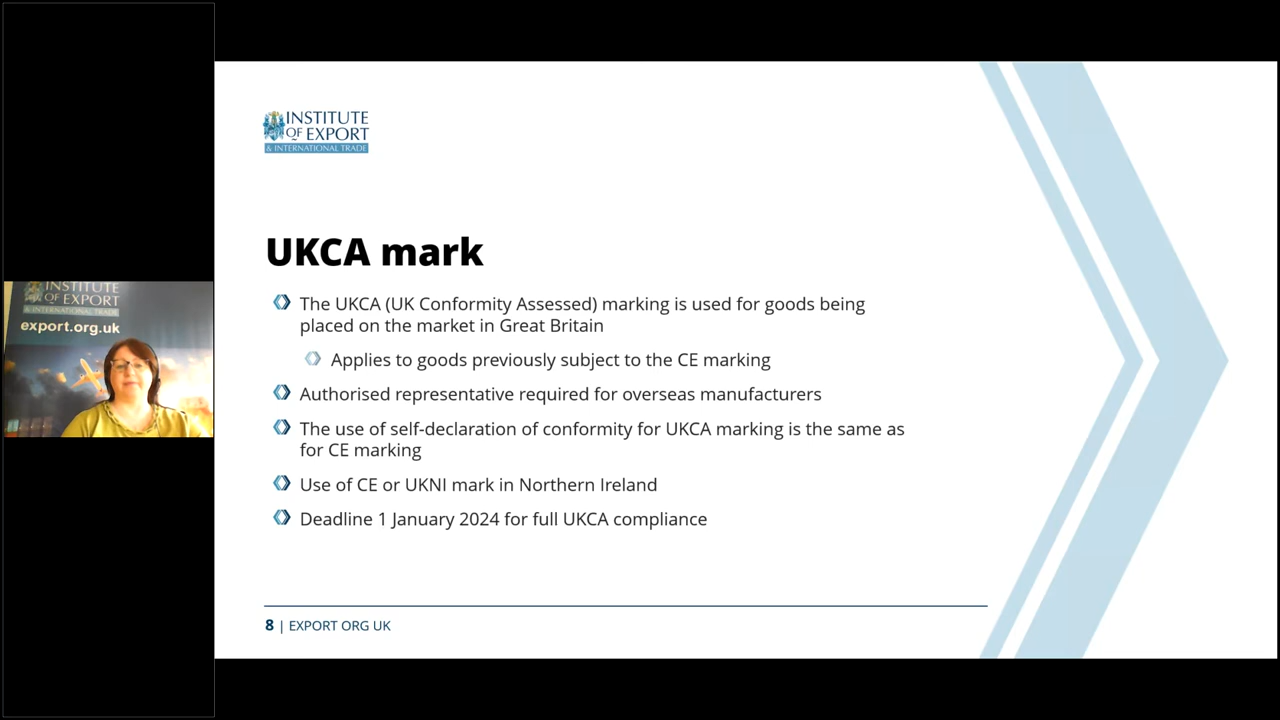 INSTITUTE
OF EXPORT
& INTERNATIONAL TRADE
UKCA mark
The UKCA (UK Conformity Assessed) marking is used for goods being
placed on the market in Great Britain
Applies to goods previously subject to the CE marking
Authorised representative required for overseas manufacturers
The use of self-declaration of conformity for UKCA marking is the same as
for CE marking
Use of CE or UKNI mark in Northern Ireland
Deadline 1 January 2024 for full UKCA compliance
8 | EXPORT ORG UK
INSTITUTE
OF EXPORT
& INTERNATIONAL TRADE
export.org.uk